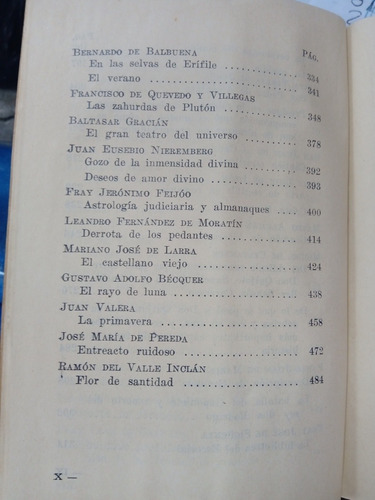 BERNARDO DE BALBUENA PÁG.
En las selvas de Erífile ........ 334
El verano ........ 341
FRANCISCO DE QUEVEDO Y VILLEGAS
Las zahurdas de Plutón ........ 348
BALTASAR GRACIÁN
El gran teatro del universo ........ 378
JUAN EUSEBIO NIEREMBERG
Gozo de la inmensidad divina ........ 392
Deseos de amor divino ........ 393
FRAY JERÓNIMO FEIJÓO
Astrología judiciaria y almanaques ... 400
LEANDRO FERNÁNDEZ DE MORATÍN
Derrota de los pedantes ........ 414
MARIANO JOSÉ DE LARRA
El castellano viejo ........ 424
GUSTAVO ADOLFO BÉCQUER
El rayo de luna ........ 438
JUAN VALERA
La primavera ........ 458
JOSÉ MARÍA DE PEREDA
Entreacto ruidoso ........ 472
RAMÓN DEL VALLE INCLÁN
Flor de santidad ........ 484
X —